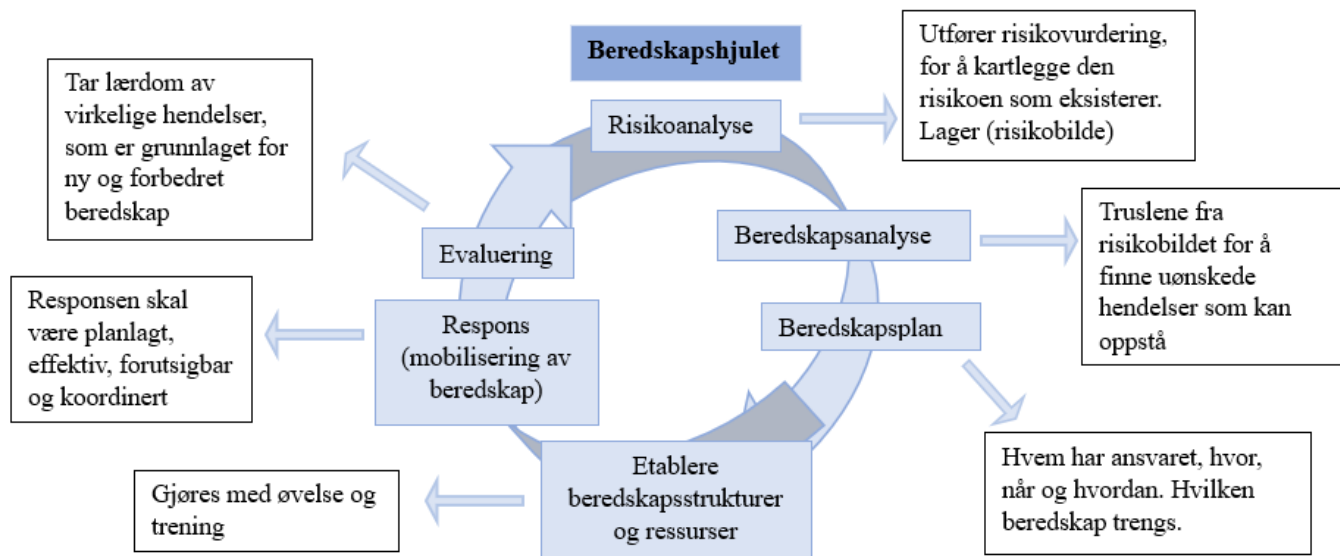 Beredskapshjulet
Risikoanalyse
Utfører risikovurdering,
for å kartlegge den
risikoen som eksisterer.
Lager (risikobilde)
Beredskapsanalyse
Truslene fra
risikobildet for å
finne uønskede
hendelser som kan
oppstå
Beredskapsplan
Hvem har ansvaret, hvor,
når og hvordan. Hvilken
beredskap trengs.
Etablere
beredskapsstrukturer
og ressurser
Gjøres med øvelse og
trening
Respons
(mobilisering av
beredskap)
Responsen skal
være planlagt,
effektiv, forutsigbar
og koordinert
Evaluering
Tar lærdom av
virkelige hendelser,
som er grunnlaget for
ny og forbedret
beredskap